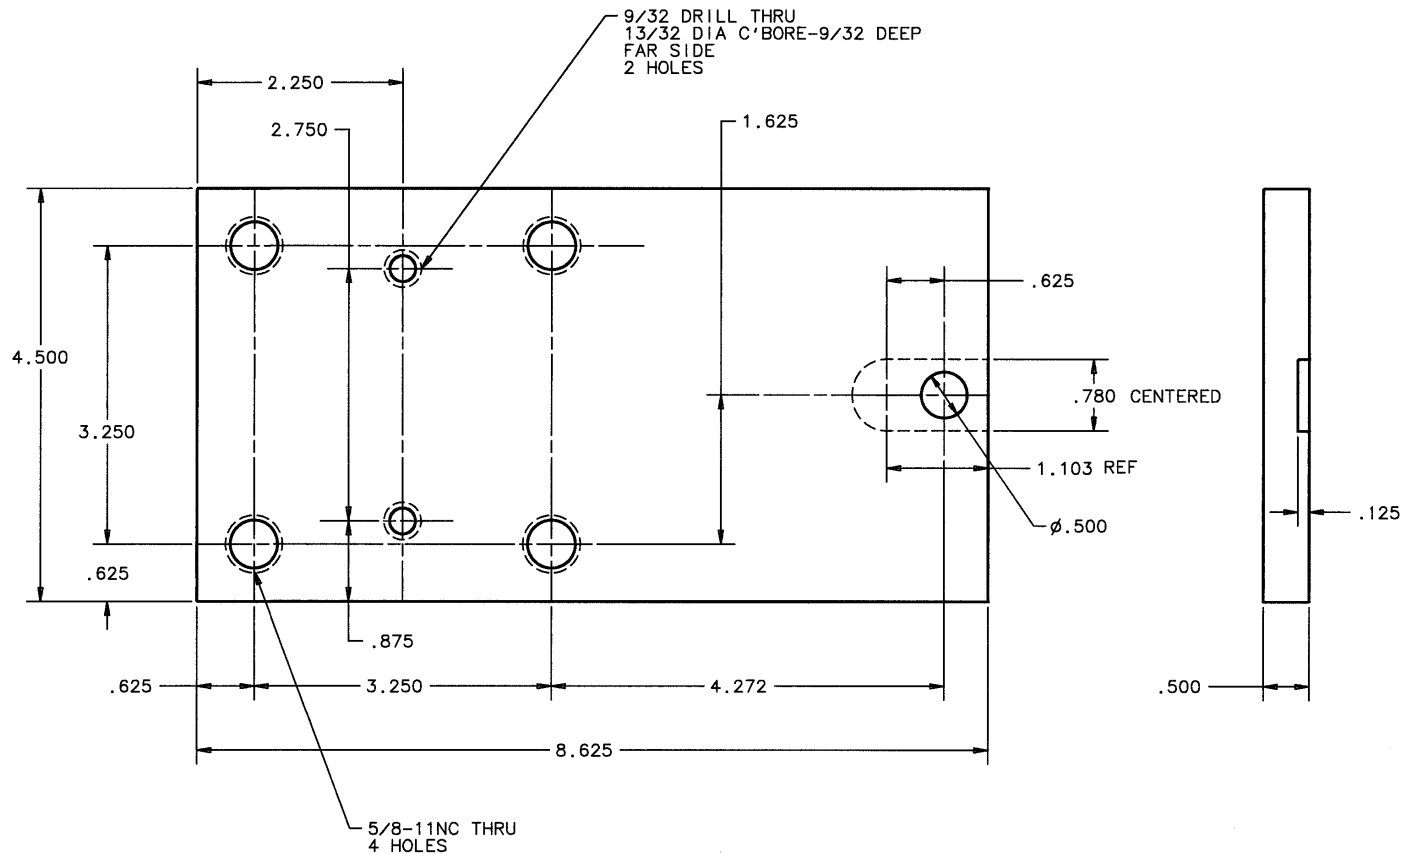 9/32 DRILL THRU
13/32 DIA C'BORE-9/32 DEEP
FAR SIDE
2 HOLES
2.250
2.750
1.625
.625
4.500
.780 CENTERED
3.250
1.103 REF
.125
Ø.500
.625
.875
.625
3.250
4.272
.500
8.625
5/8-11NC THRU
4 HOLES